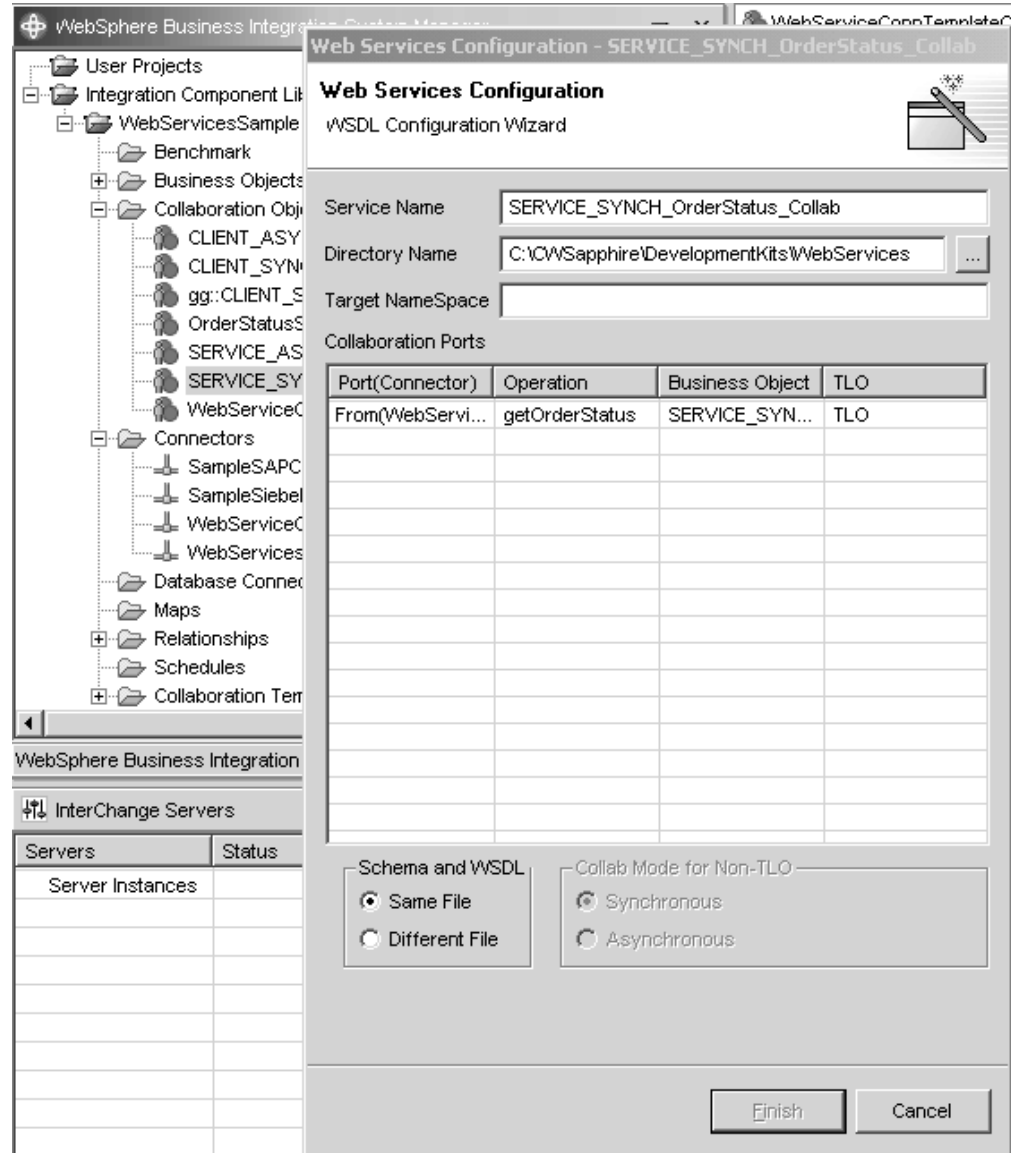 WebSphere Business Integra
WebServiceConnTemplate
Web Services Configuration - SERVICE_SYNCH_OrderStatus_Collab
User Projects
Integration Component Lib
WebServicesSample
Benchmark
Business Objects
Collaboration Obj
CLIENT_ASY
CLIENT_SYN
gg::CLIENT_S
OrderStatusS
SERVICE_AS
SERVICE_SY
WebServiceC
Connectors
SampleSAPC
SampleSiebel
WebServiceC
WebServices
Database Connec
Maps
Relationships
Schedules
Collaboration Tem
WebSphere Business Integration
InterChange Servers
Servers Status
Server Instances
Web Services Configuration
WSDL Configuration Wizard
Service Name SERVICE_SYNCH_OrderStatus_Collab
Directory Name C:\CWSapphire\DevelopmentKits\WebServices ...
Target NameSpace
Collaboration Ports
Port(Connector) Operation Business Object TLO
From(WebServi... getOrderStatus SERVICE_SYN... TLO
Schema and WSDL Collab Mode for Non-TLO
Same File Synchronous
Different File Asynchronous
Finish Cancel